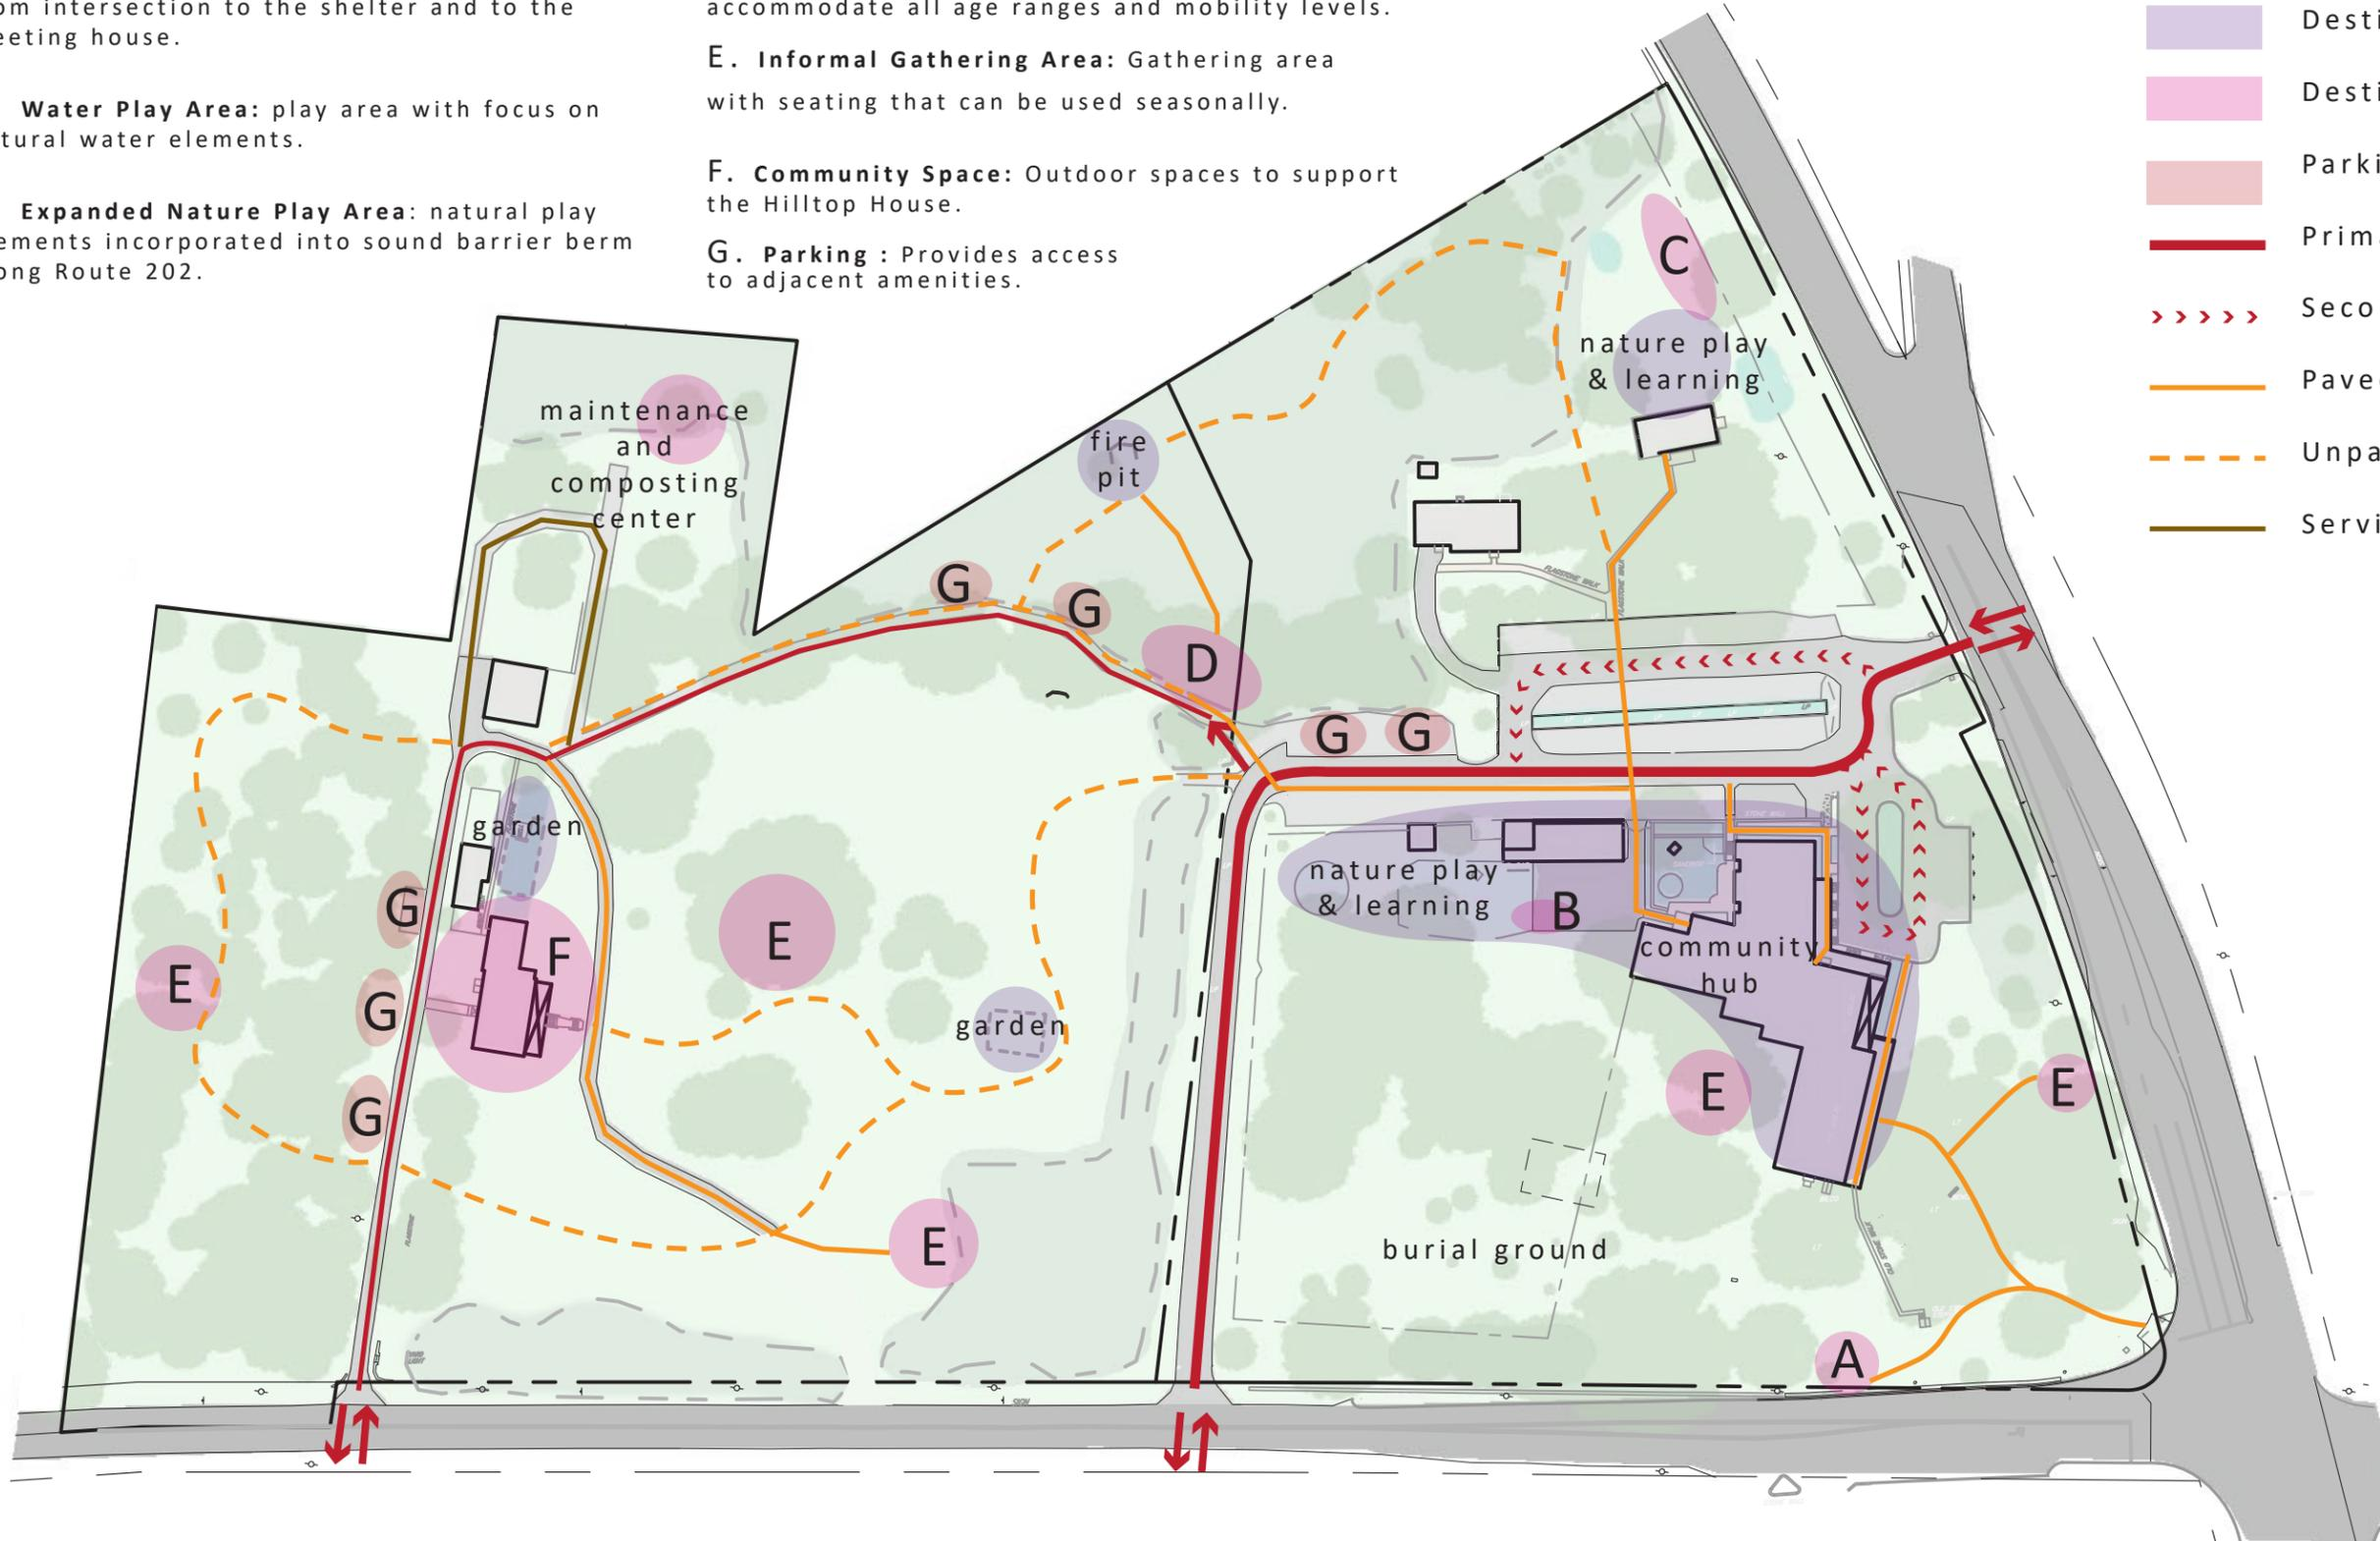 om intersection to the shelter and to the
eeting house.
Water Play Area: play area with focus on
tural water elements.
Expanded Nature Play Area: natural play
ements incorporated into sound barrier berm
ong Route 202.
accommodate all age ranges and mobility levels.
E. Informal Gathering Area: Gathering area
with seating that can be used seasonally.
F. Community Space: Outdoor spaces to support
the Hilltop House.
G. Parking : Provides access
to adjacent amenities.
Desti
Desti
Parki
Prim
Seco
Pave
Unpa
Servi
C
nature play
& learning
maintenance
and
composting
center
fire
pit
FLAGSTONE WALK
FLAGSTONE WALK
G
G
D
G
G
garden
nature play
& learning
B
community
hub
G
E
F
E
G
garden
G
E
E
E
burial ground
A